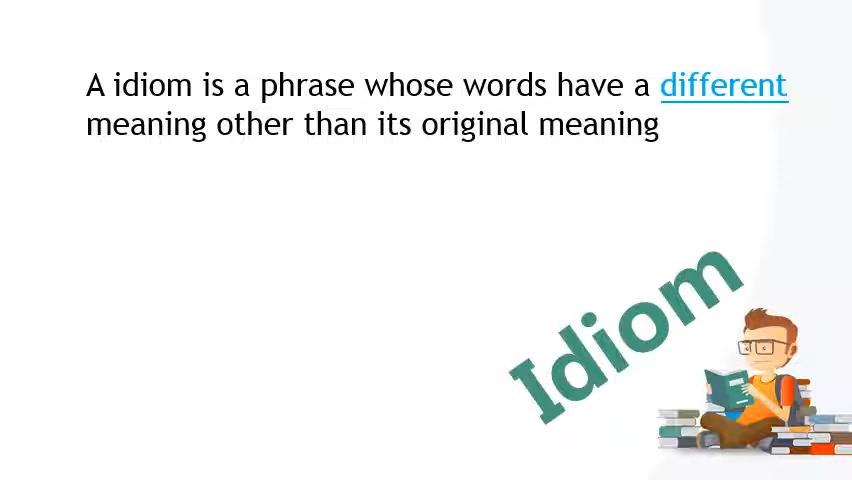 A idiom is a phrase whose words have a different
meaning other than its original meaning
Idiom